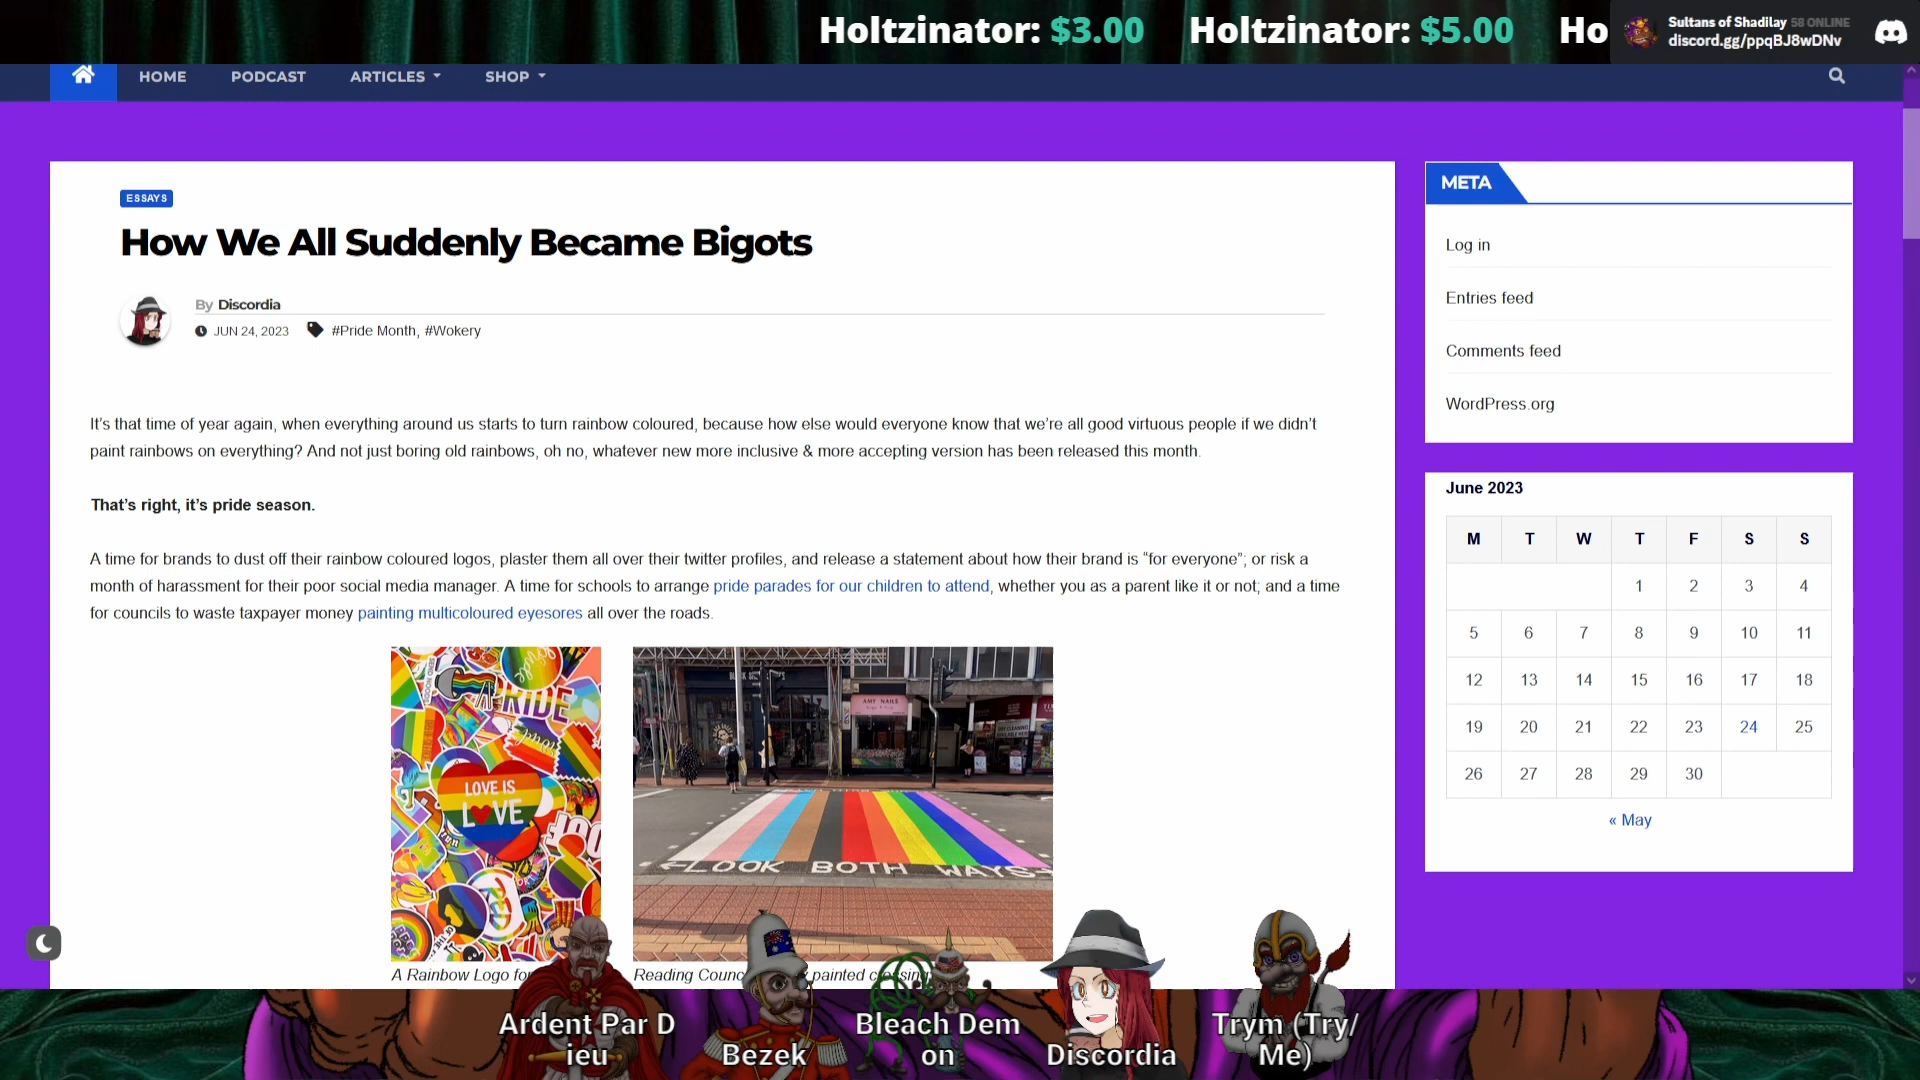 Holtzinator: $3.00 Holtzinator: $5.00 Ho
Sultans of Shadilay 58 ONLINE
discord.gg/ppqBJ8wDNv
HOME PODCAST ARTICLES SHOP
ESSAYS
How We All Suddenly Became Bigots
By Discordia
JUN 24, 2023 #Pride Month, #Wokery
It’s that time of year again, when everything around us starts to turn rainbow coloured, because how else would everyone know that we’re all good virtuous people if we didn’t
paint rainbows on everything? And not just boring old rainbows, oh no, whatever new more inclusive & more accepting version has been released this month.
That’s right, it’s pride season.
A time for brands to dust off their rainbow coloured logos, plaster them all over their twitter profiles, and release a statement about how their brand is “for everyone”; or risk a
month of harassment for their poor social media manager. A time for schools to arrange pride parades for our children to attend, whether you as a parent like it or not; and a time
for councils to waste taxpayer money painting multicoloured eyesores all over the roads.
PRIDE
LOVE IS
LOVE
AMY NAILS
LOOK BOTH WAYS
A Rainbow Logo for
Reading Counc painted crossing
META
Log in
Entries feed
Comments feed
WordPress.org
June 2023
M T W T F S S
1 2 3 4
5 6 7 8 9 10 11
12 13 14 15 16 17 18
19 20 21 22 23 24 25
26 27 28 29 30
« May
Ardent Par D
ieu
Bezek
Bleach Dem
on
Discordia
Trym (Try/
Me)